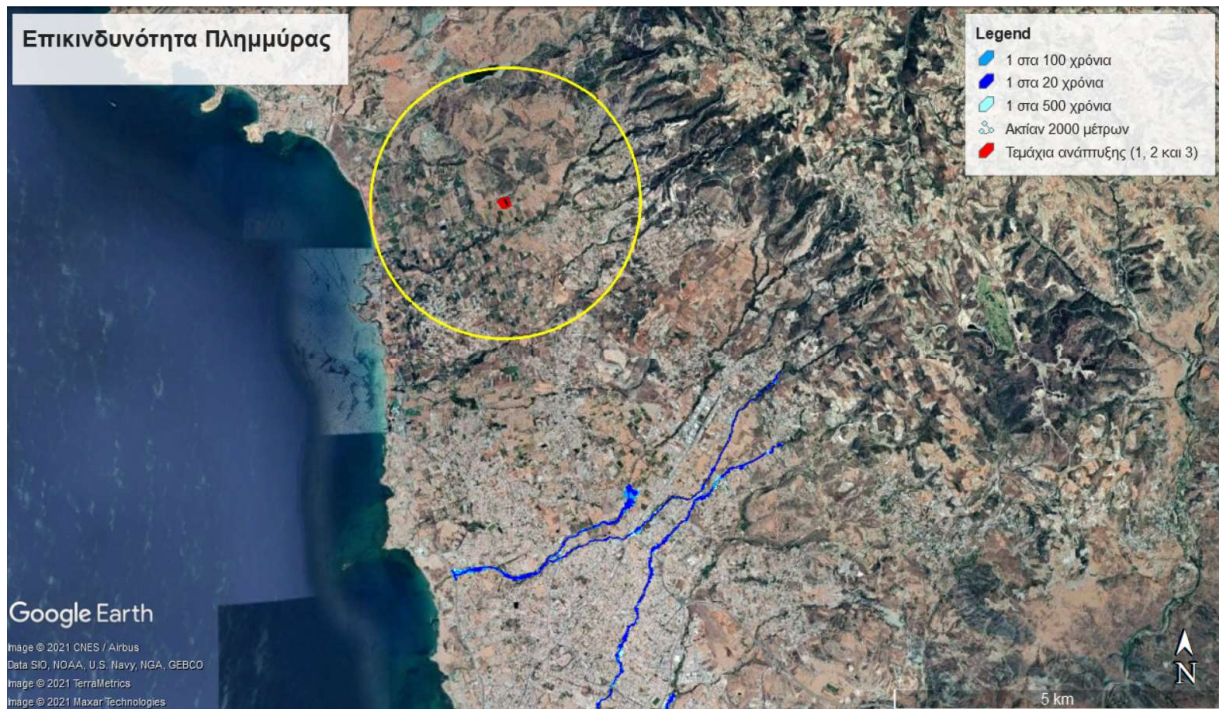 Επικινδυνότητα Πλημμύρας
Legend
1 στα 100 χρόνια
1 στα 20 χρόνια
1 στα 500 χρόνια
Ακτίαν 2000 μέτρων
Τεμάχια ανάπτυξης (1, 2 και 3)
Google Earth
Image © 2021 CNES / Airbus
Data SIO, NOAA, U.S. Navy, NGA, GEBCO
Image © 2021 TerraMetrics
Image © 2021 Maxar Technologies
N
5 km